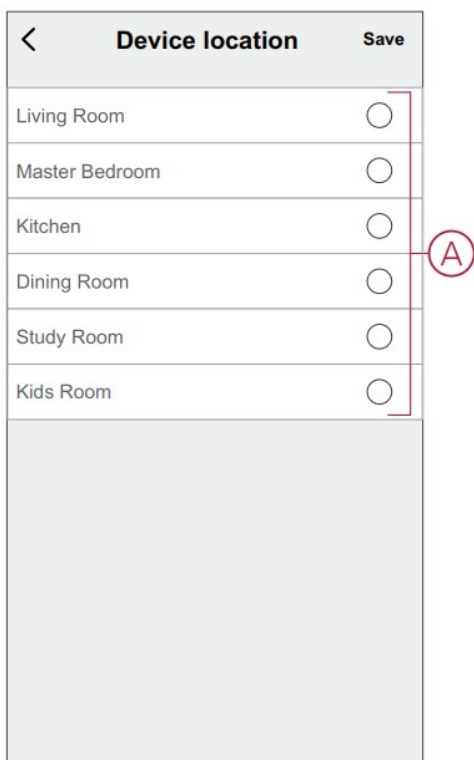 Device location Save
Living Room
Master Bedroom
Kitchen
A
Dining Room
Study Room
Kids Room